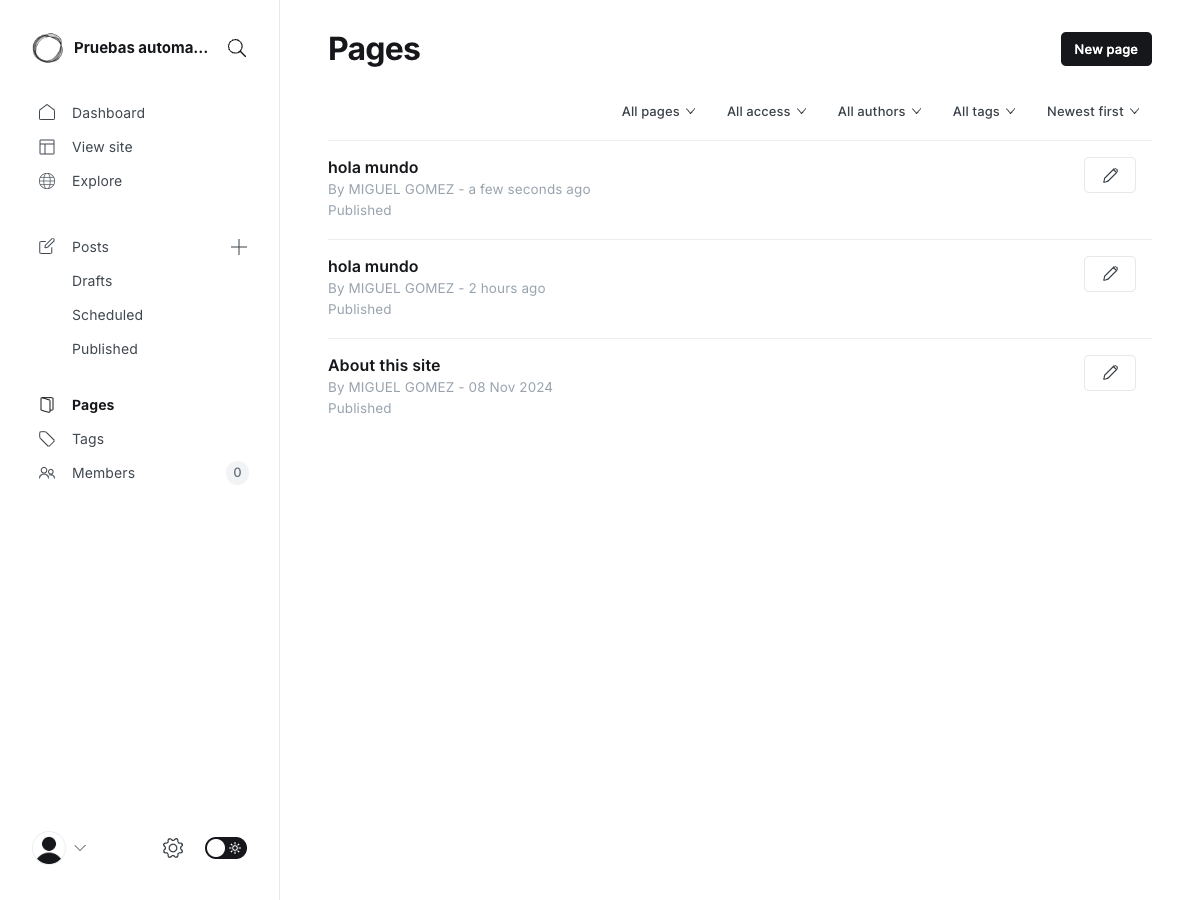 Pruebas automa...
Dashboard
View site
Explore
Posts
Drafts
Scheduled
Published
Pages
Tags
Members
0
Pages
New page
All pages
All access
All authors
All tags
Newest first
hola mundo
By MIGUEL GOMEZ - a few seconds ago
Published
hola mundo
By MIGUEL GOMEZ - 2 hours ago
Published
About this site
By MIGUEL GOMEZ - 08 Nov 2024
Published